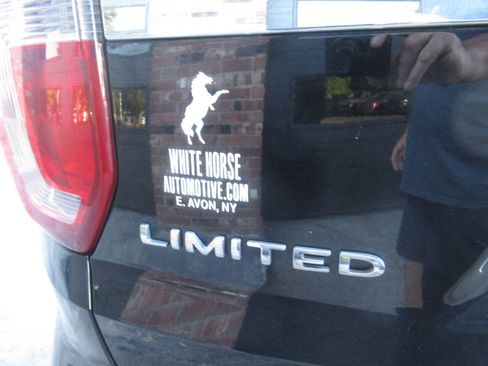 WHITE HORSE
AUTOMOTIVE.COM
E. AVON, NY
LIMITED